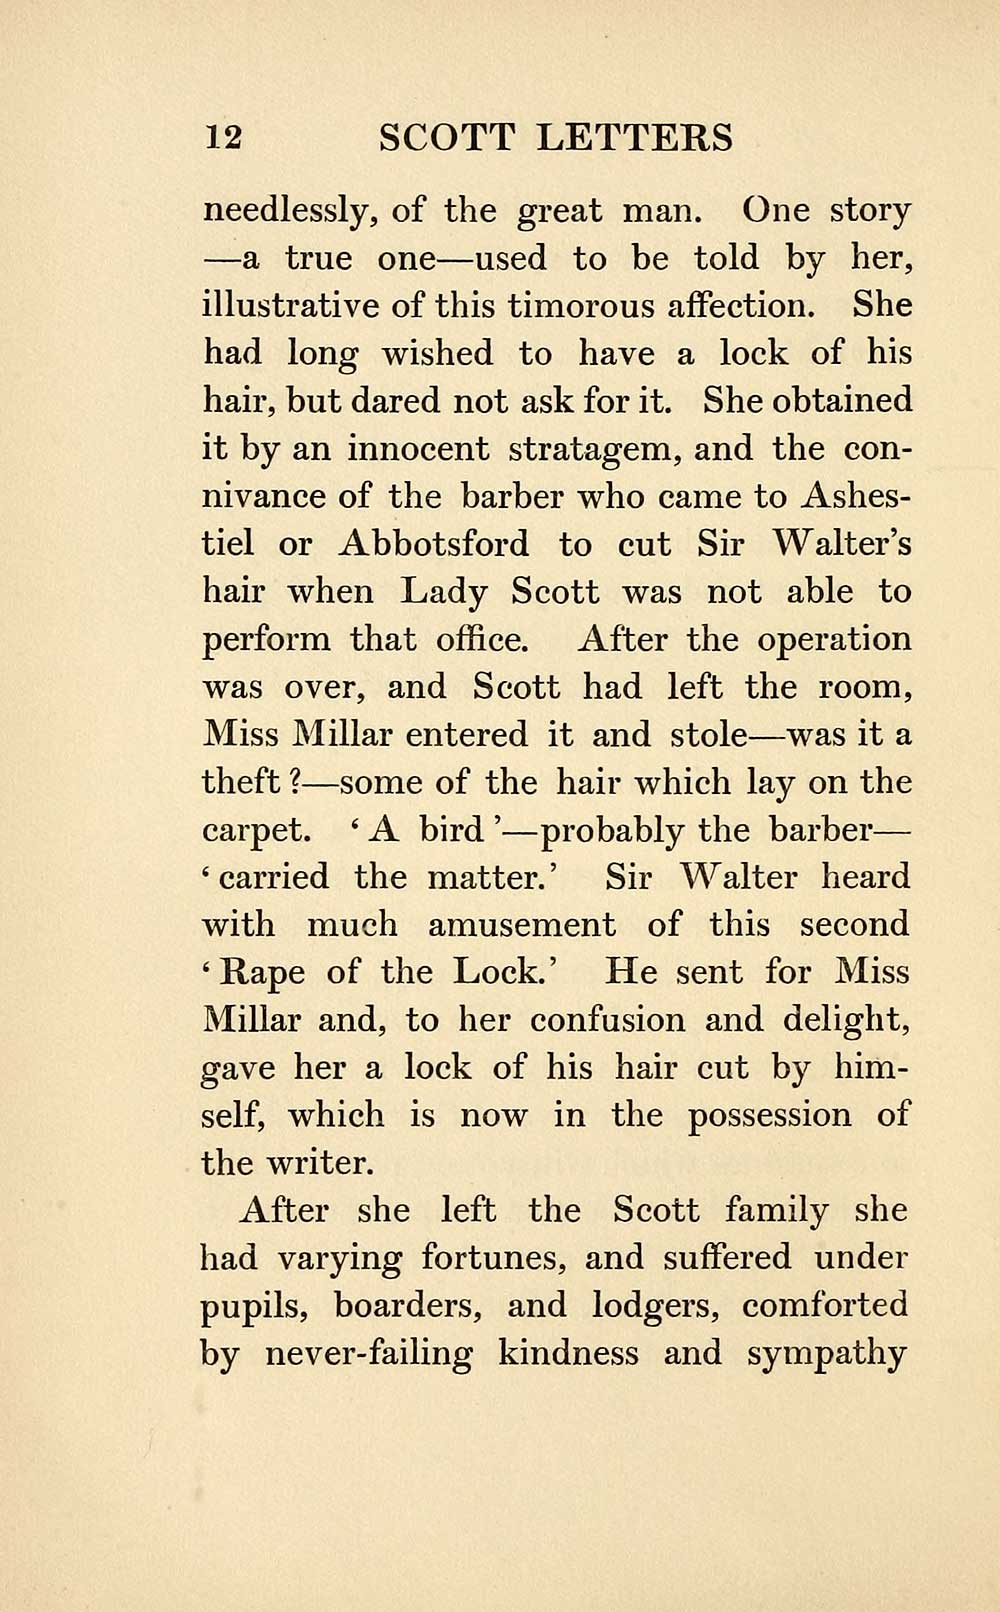 12 SCOTT LETTERS
needlessly, of the great man. One story
—a true one—used to be told by her,
illustrative of this timorous affection. She
had long wished to have a lock of his
hair, but dared not ask for it. She obtained
it by an innocent stratagem, and the con-
nivance of the barber who came to Ashes-
tiel or Abbotsford to cut Sir Walter's
hair when Lady Scott was not able to
perform that office. After the operation
was over, and Scott had left the room,
Miss Millar entered it and stole—was it a
theft?—some of the hair which lay on the
carpet. ‘A bird’—probably the barber—
‘carried the matter.’ Sir Walter heard
with much amusement of this second
‘Rape of the Lock.’ He sent for Miss
Millar and, to her confusion and delight,
gave her a lock of his hair cut by him-
self, which is now in the possession of
the writer.
After she left the Scott family she
had varying fortunes, and suffered under
pupils, boarders, and lodgers, comforted
by never-failing kindness and sympathy